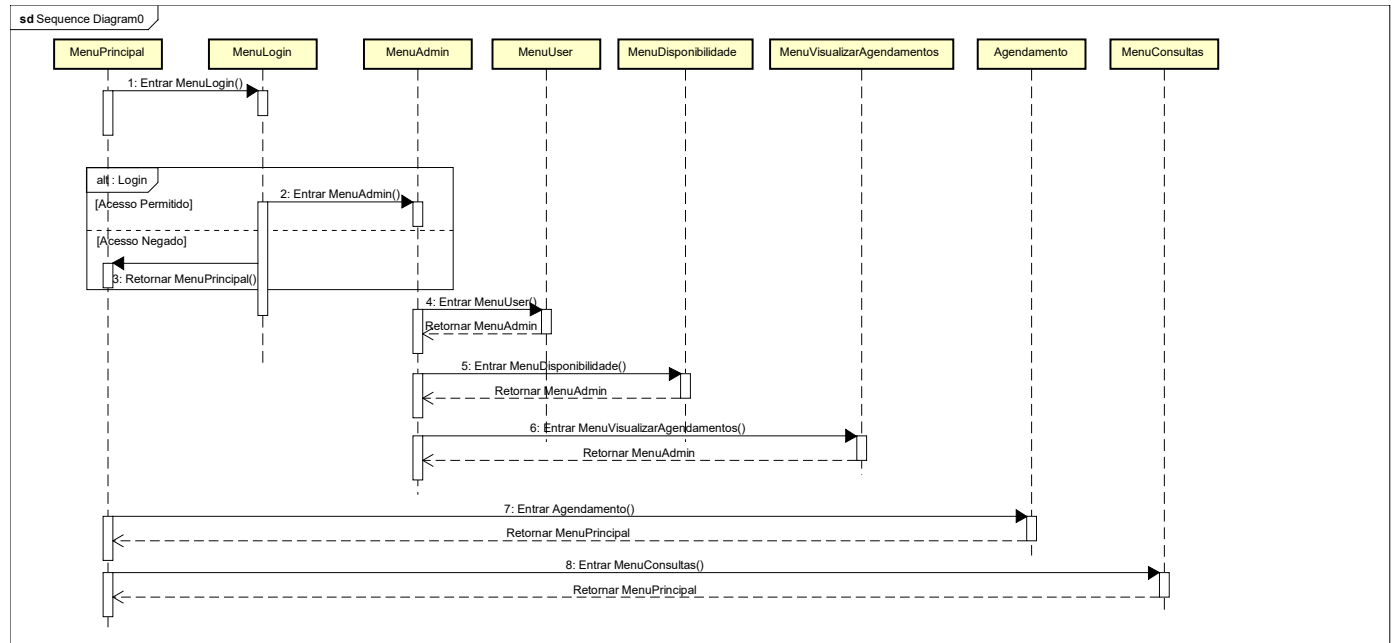 sd Sequence Diagram0
MenuPrincipal
MenuLogin
MenuAdmin
MenuUser
MenuDisponibilidade
MenuVisualizarAgendamentos
Agendamento
MenuConsultas
1: Entrar MenuLogin()
alt : Login
2: Entrar MenuAdmin()
[Acesso Permitido]
[Acesso Negado]
3: Retornar MenuPrincipal()
4: Entrar MenuUser()
Retornar MenuAdmin
5: Entrar MenuDisponibilidade()
Retornar MenuAdmin
6: Entrar MenuVisualizarAgendamentos()
Retornar MenuAdmin
7: Entrar Agendamento()
Retornar MenuPrincipal
8: Entrar MenuConsultas()
Retornar MenuPrincipal